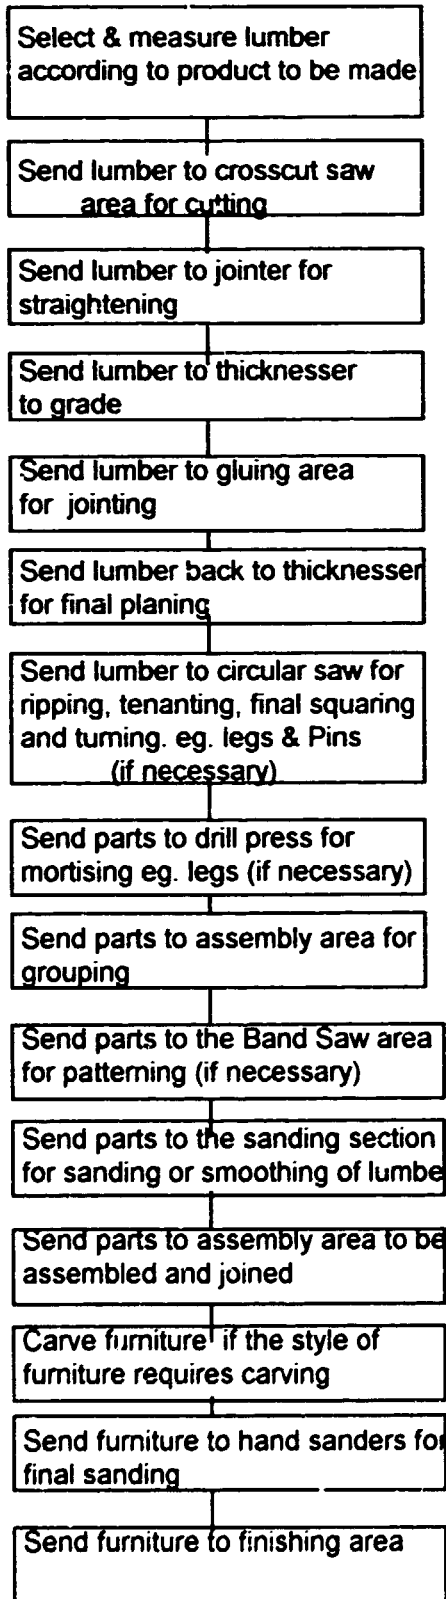 Select & measure lumber
according to product to be made
Send lumber to crosscut saw
area for cutting
Send lumber to jointer for
straightening
Send lumber to thicknesser
to grade
Send lumber to gluing area
for jointing
Send lumber back to thicknesser
for final planing
Send lumber to circular saw for
ripping, tenanting, final squaring
and turning. eg. legs & Pins
(if necessary)
Send parts to drill press for
mortising eg. legs (if necessary)
Send parts to assembly area for
grouping
Send parts to the Band Saw area
for patterning (if necessary)
Send parts to the sanding section
for sanding or smoothing of lumbe
Send parts to assembly area to be
assembled and joined
Carve furniture if the style of
furniture requires carving
Send furniture to hand sanders for
final sanding
Send furniture to finishing area